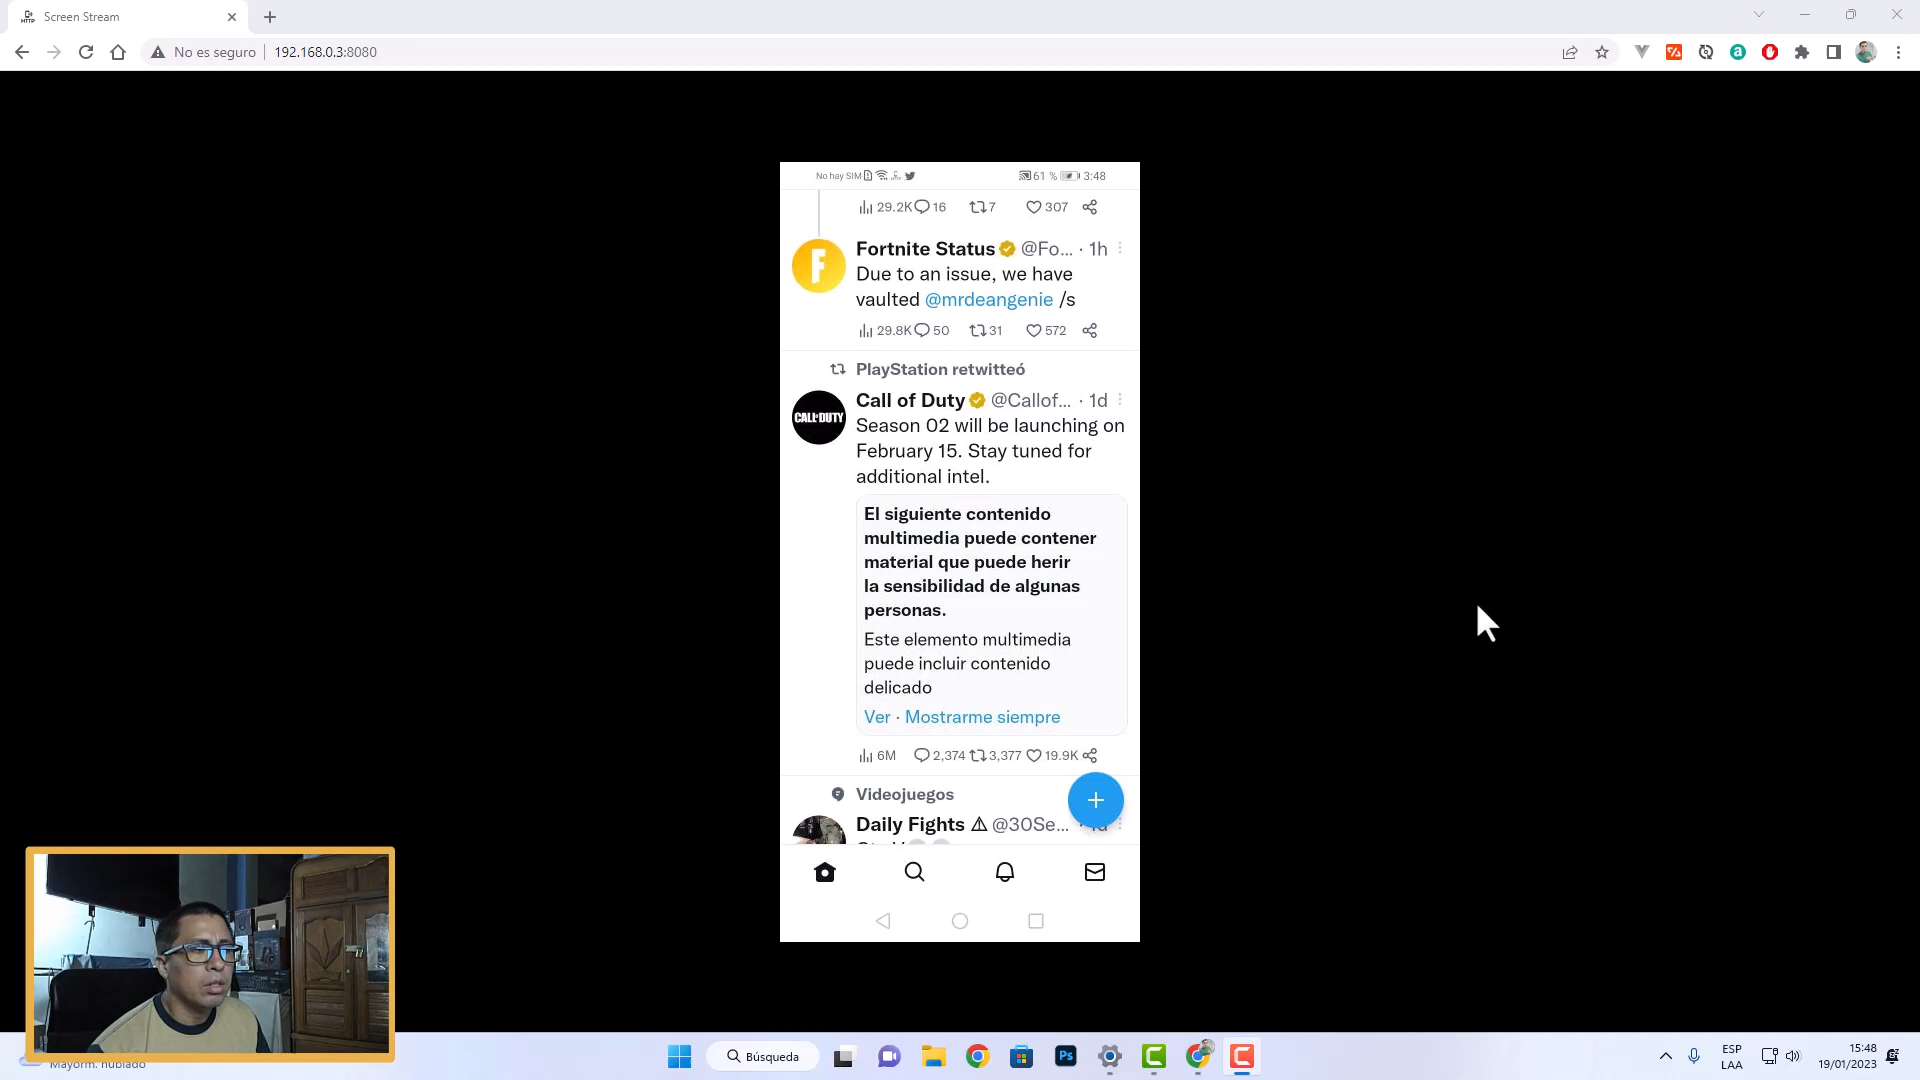 Screen Stream
No es seguro
192.168.0.3:8080
No hay SIM
61 %
3:48
29.2K 16 7 307
Fortnite Status @Fo... · 1h
Due to an issue, we have
vaulted @mrdeangenie /s
29.8K 50 31 572
PlayStation retwitteó
CALL OF DUTY
Call of Duty @Callof... · 1d
Season 02 will be launching on
February 15. Stay tuned for
additional intel.
El siguiente contenido
multimedia puede contener
material que puede herir
la sensibilidad de algunas
personas.
Este elemento multimedia
puede incluir contenido
delicado
Ver · Mostrarme siempre
6M 2,374 3,377 19.9K
Videojuegos
Daily Fights ⚠ @30Se... · 1d
Mayorm. nublado
Búsqueda
Ps
ESP
LAA
15:48
19/01/2023